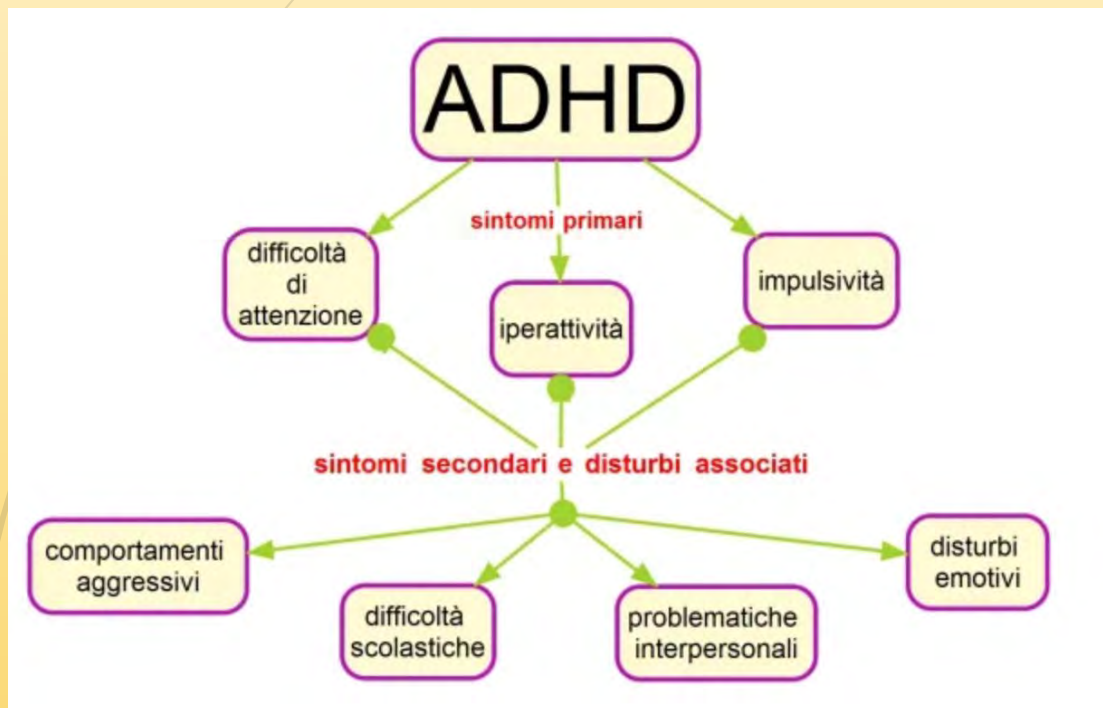 ADHD
sintomi primari
difficoltà
di
attenzione
iperattività
impulsività
sintomi secondari e disturbi associati
comportamenti
aggressivi
difficoltà
scolastiche
problematiche
interpersonali
disturbi
emotivi